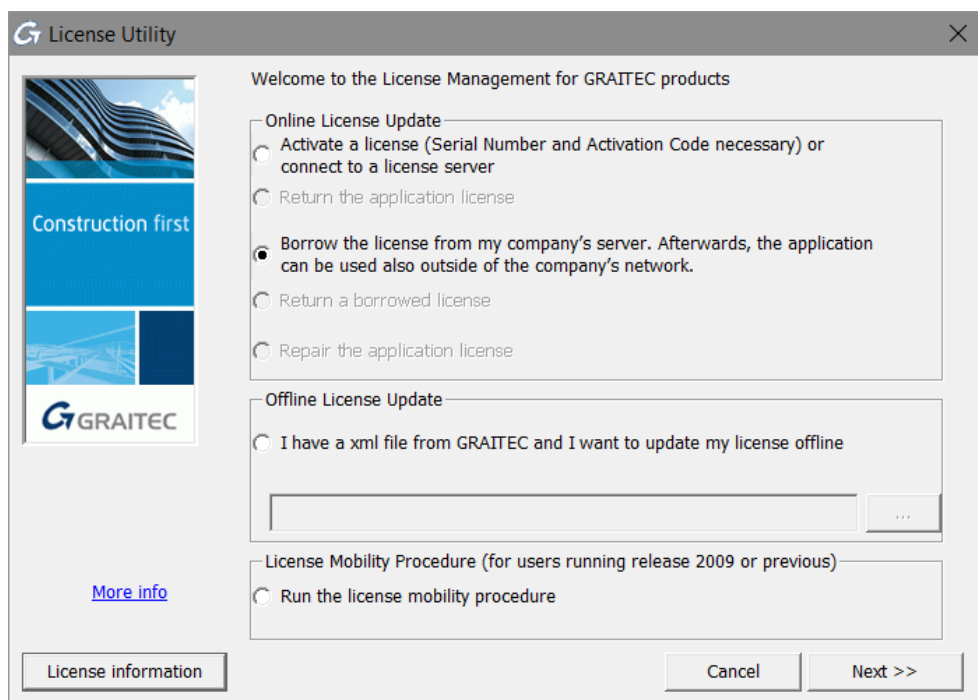 License Utility
Welcome to the License Management for GRAITEC products
Online License Update
Activate a license (Serial Number and Activation Code necessary) or
connect to a license server
Return the application license
Borrow the license from my company's server. Afterwards, the application
can be used also outside of the company's network.
Return a borrowed license
Repair the application license
Construction first
GRAITEC
Offline License Update
I have a xml file from GRAITEC and I want to update my license offline
...
License Mobility Procedure (for users running release 2009 or previous)
Run the license mobility procedure
More info
License information
Cancel
Next >>